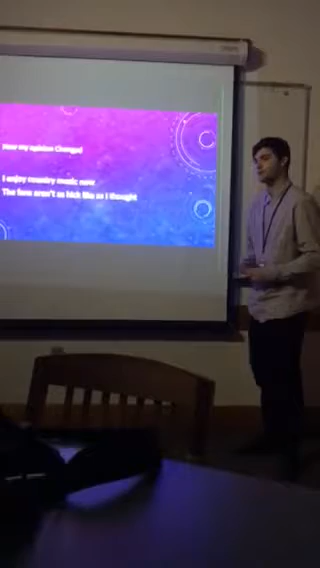 How my opinion Changed
I enjoy country music now
The fans aren't as hick like as I thought